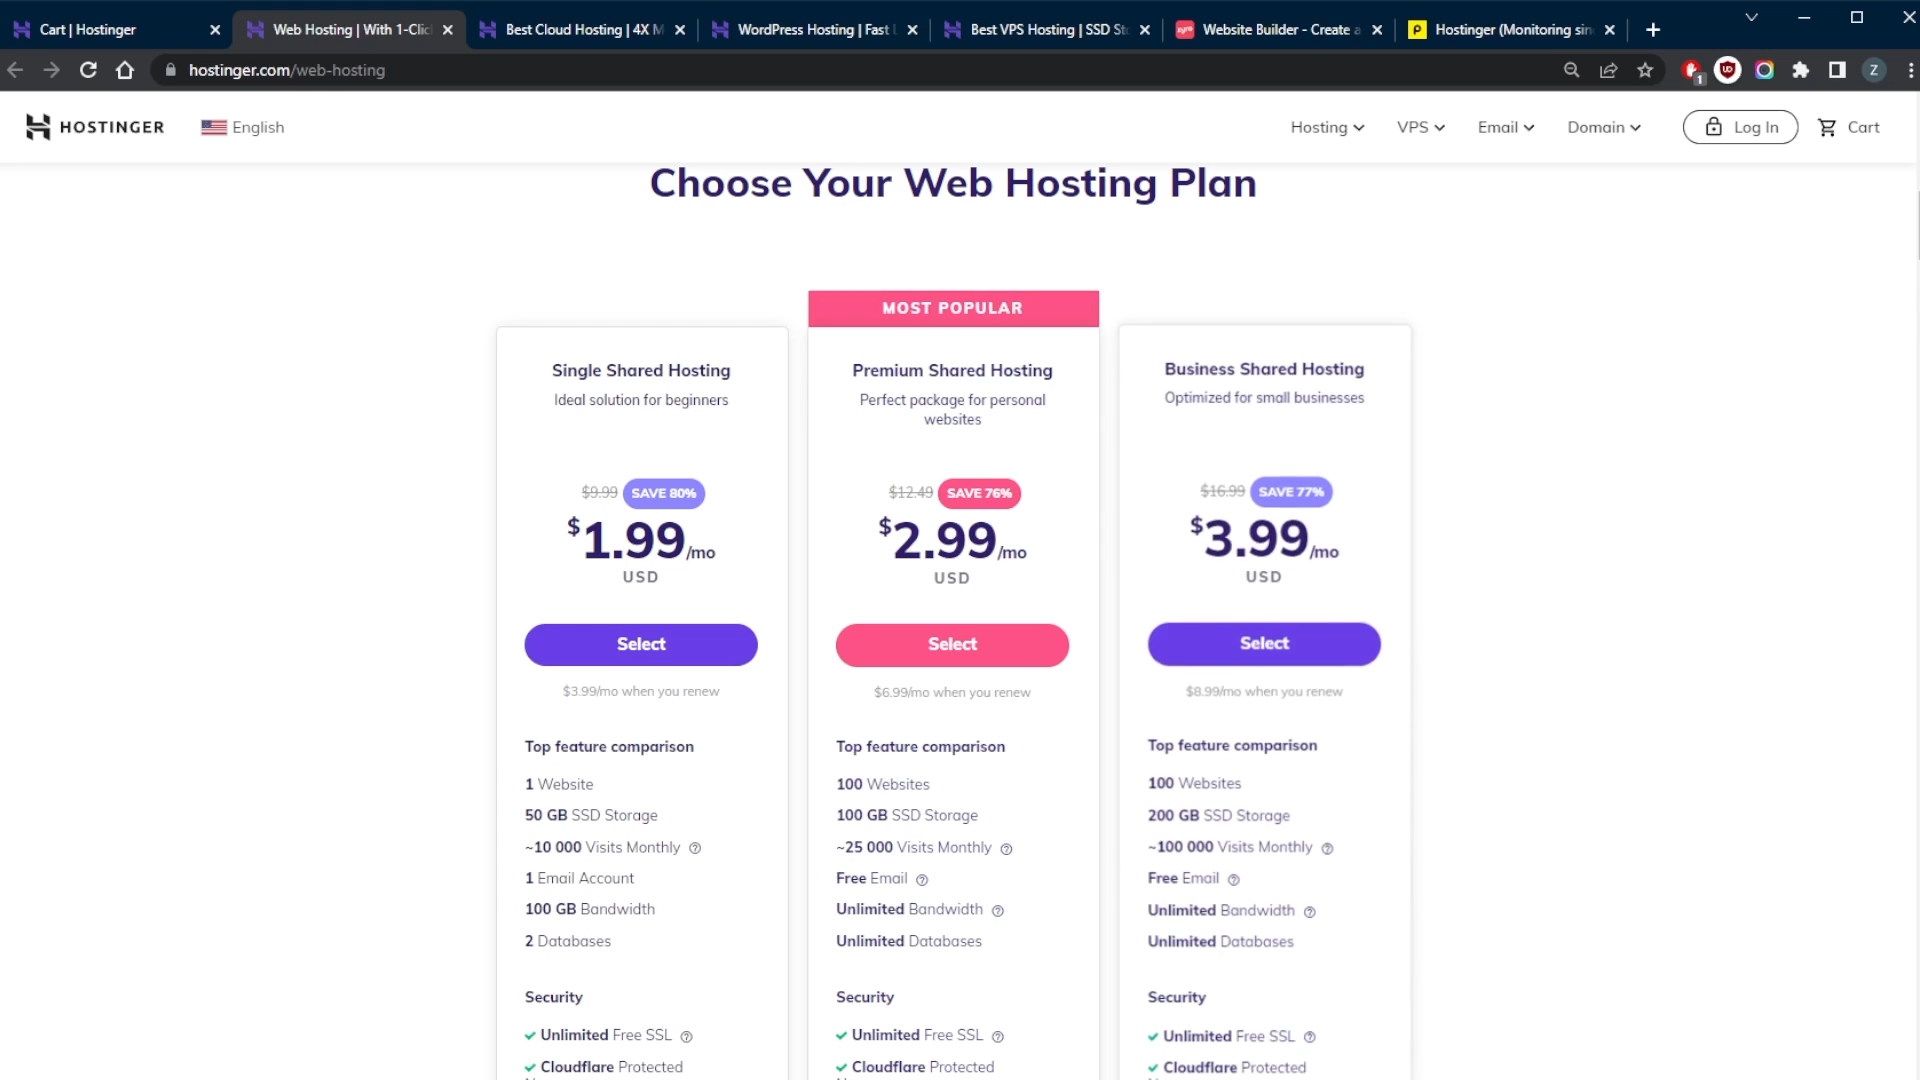 Cart | Hostinger
Web Hosting | With 1-Clic
Best Cloud Hosting | 4X M
WordPress Hosting | Fast
Best VPS Hosting | SSD St
Website Builder - Create a
Hostinger (Monitoring sin
hostinger.com/web-hosting
1
Z
HOSTINGER
English
Hosting
VPS
Email
Domain
Log In
Cart
Choose Your Web Hosting Plan
MOST POPULAR
Single Shared Hosting
Ideal solution for beginners
$9.99 SAVE 80%
$1.99/mo
USD
Select
$3.99/mo when you renew
Top feature comparison
1 Website
50 GB SSD Storage
~10 000 Visits Monthly
1 Email Account
100 GB Bandwidth
2 Databases
Security
Unlimited Free SSL
Cloudflare Protected
Premium Shared Hosting
Perfect package for personal
websites
$12.49 SAVE 76%
$2.99/mo
USD
Select
$6.99/mo when you renew
Top feature comparison
100 Websites
100 GB SSD Storage
~25 000 Visits Monthly
Free Email
Unlimited Bandwidth
Unlimited Databases
Security
Unlimited Free SSL
Cloudflare Protected
Business Shared Hosting
Optimized for small businesses
$16.99 SAVE 77%
$3.99/mo
USD
Select
$8.99/mo when you renew
Top feature comparison
100 Websites
200 GB SSD Storage
~100 000 Visits Monthly
Free Email
Unlimited Bandwidth
Unlimited Databases
Security
Unlimited Free SSL
Cloudflare Protected